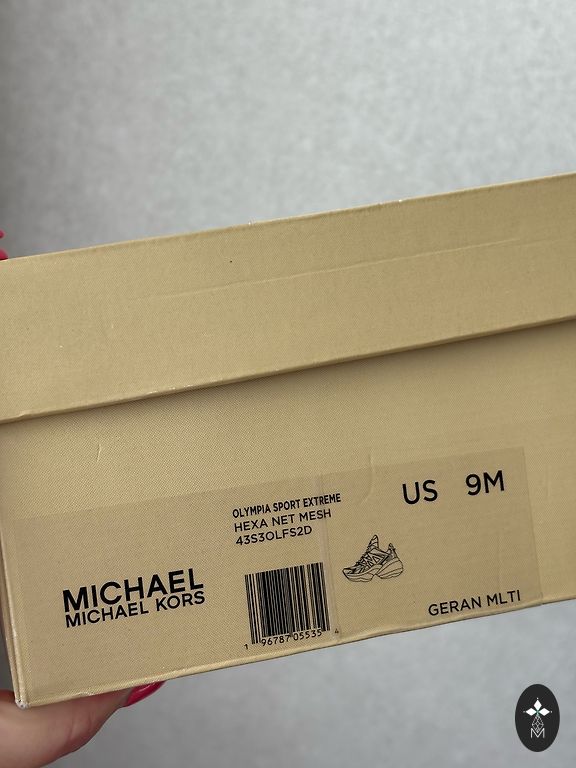 OLYMPIA SPORT EXTREME
HEXA NET MESH
43S3OLFS2D
US 9M
MICHAEL
MICHAEL KORS
1 96787 05535 4
GERAN MLTI
M